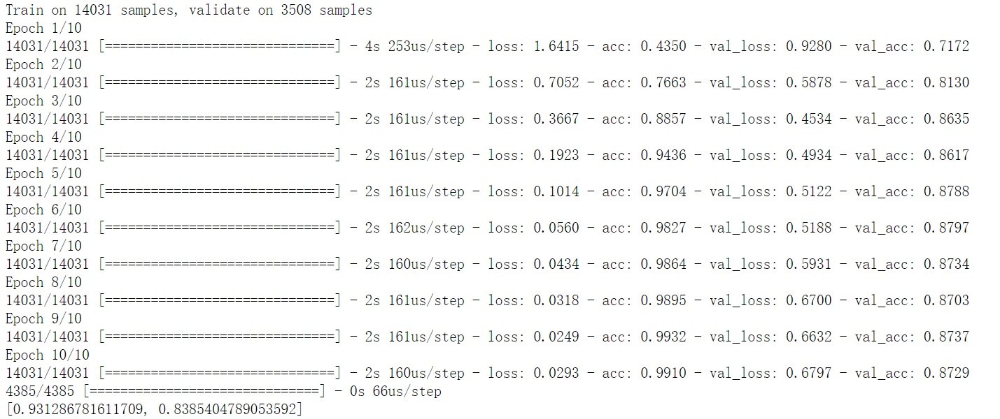 Train on 14031 samples, validate on 3508 samples
Epoch 1/10
14031/14031 [==============================] - 4s 253us/step - loss: 1.6415 - acc: 0.4350 - val_loss: 0.9280 - val_acc: 0.7172
Epoch 2/10
14031/14031 [==============================] - 2s 161us/step - loss: 0.7052 - acc: 0.7663 - val_loss: 0.5878 - val_acc: 0.8130
Epoch 3/10
14031/14031 [==============================] - 2s 161us/step - loss: 0.3667 - acc: 0.8857 - val_loss: 0.4534 - val_acc: 0.8635
Epoch 4/10
14031/14031 [==============================] - 2s 161us/step - loss: 0.1923 - acc: 0.9436 - val_loss: 0.4934 - val_acc: 0.8617
Epoch 5/10
14031/14031 [==============================] - 2s 161us/step - loss: 0.1014 - acc: 0.9704 - val_loss: 0.5122 - val_acc: 0.8788
Epoch 6/10
14031/14031 [==============================] - 2s 162us/step - loss: 0.0560 - acc: 0.9827 - val_loss: 0.5188 - val_acc: 0.8797
Epoch 7/10
14031/14031 [==============================] - 2s 160us/step - loss: 0.0434 - acc: 0.9864 - val_loss: 0.5931 - val_acc: 0.8734
Epoch 8/10
14031/14031 [==============================] - 2s 161us/step - loss: 0.0318 - acc: 0.9895 - val_loss: 0.6700 - val_acc: 0.8703
Epoch 9/10
14031/14031 [==============================] - 2s 161us/step - loss: 0.0249 - acc: 0.9932 - val_loss: 0.6632 - val_acc: 0.8737
Epoch 10/10
14031/14031 [==============================] - 2s 160us/step - loss: 0.0293 - acc: 0.9910 - val_loss: 0.6797 - val_acc: 0.8729
4385/4385 [==============================] - 0s 66us/step
[0.931286781611709, 0.8385404789053592]